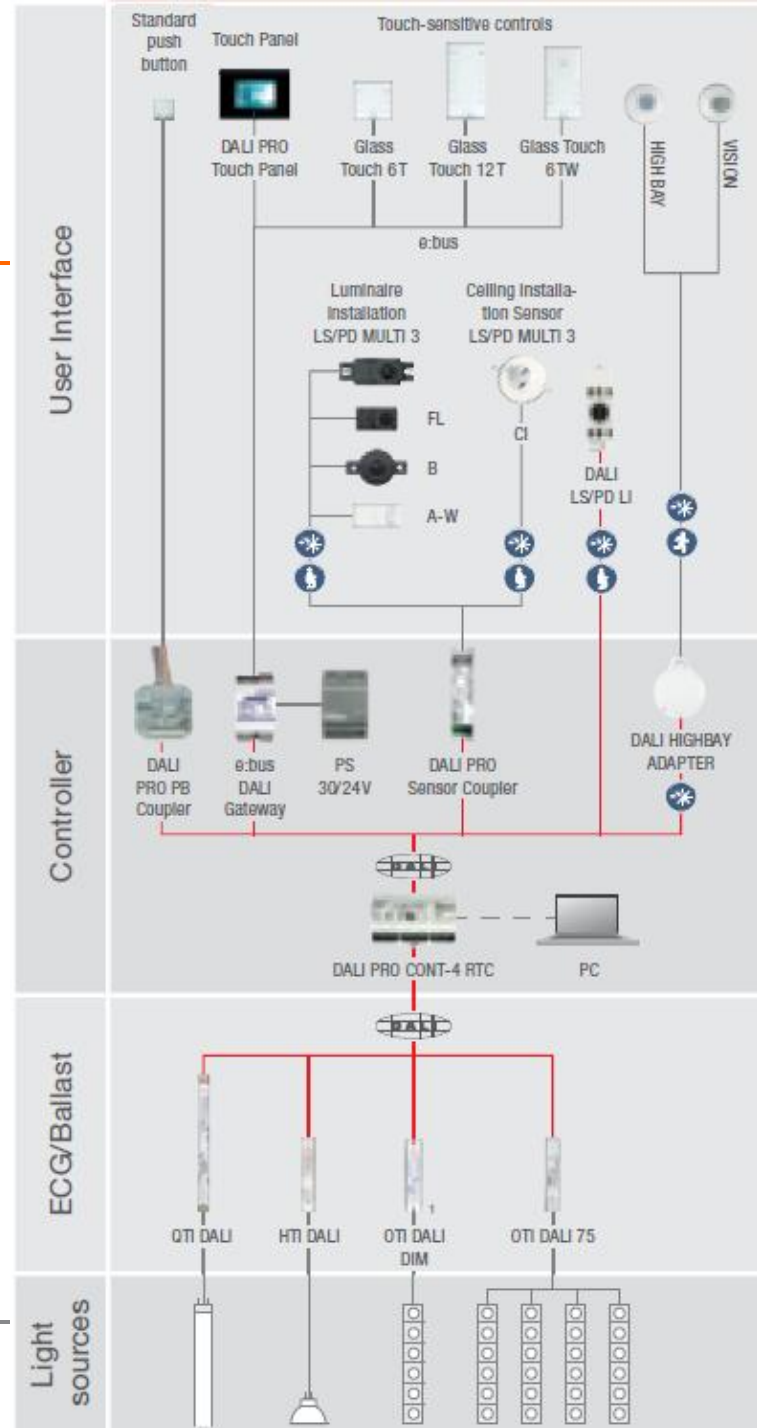 Standard
push
button
Touch Panel
Touch-sensitive controls
DALI PRO
Touch Panel
Glass
Touch 6T
Glass
Touch 12T
Glass Touch
6TW
HIGH BAY
VISION
e:bus
User Interface
Luminaire
Installation
LS/PD MULTI 3
Ceiling Installa-
tion Sensor
LS/PD MULTI 3
FL
B
A-W
CI
DALI
LS/PD LI
Controller
DALI
PRO PB
Coupler
e:bus
DALI
Gateway
PS
30/24V
DALI PRO
Sensor Coupler
DALI HIGHBAY
ADAPTER
DALI
DALI PRO CONT-4 RTC
PC
DALI
ECG/Ballast
QTI DALI
HTI DALI
OTI DALI
DIM
1
OTI DALI 75
Light
sources